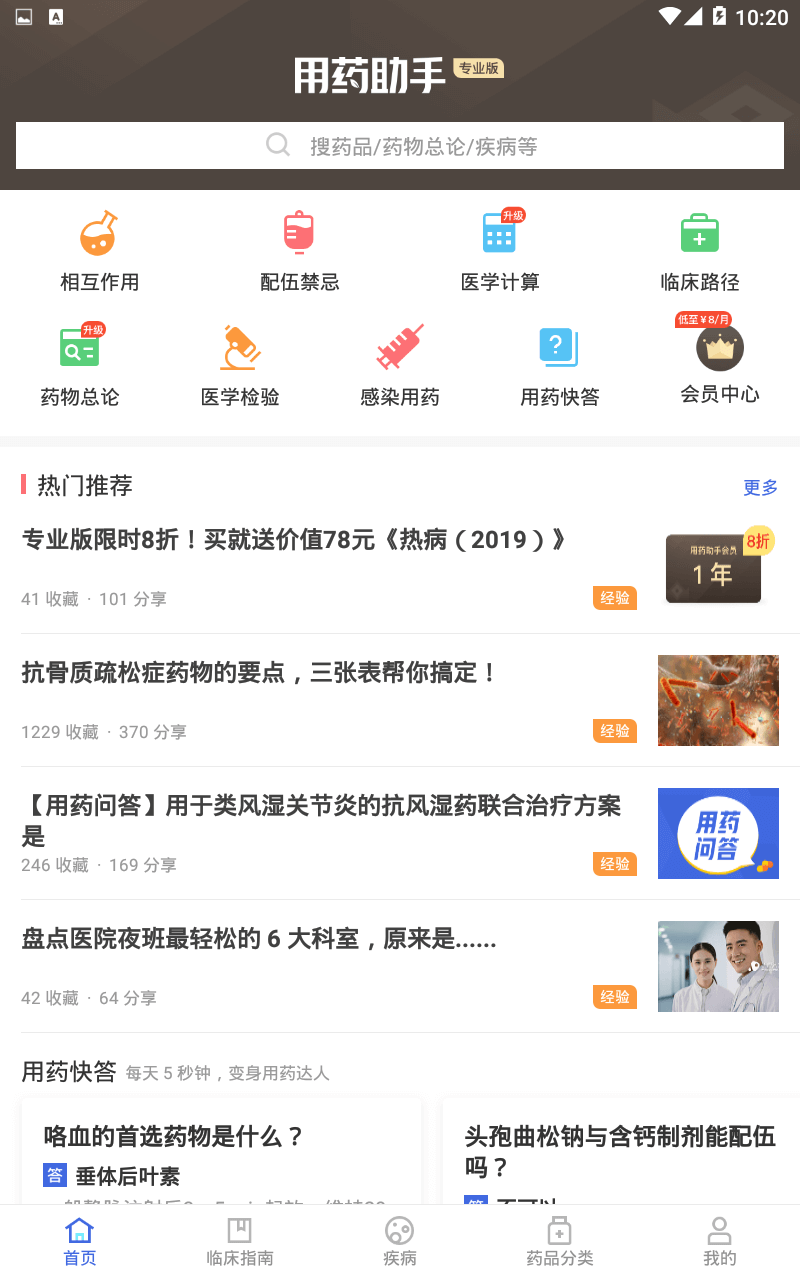 10:20
用药助手 专业版
搜药品/药物总论/疾病等
升级
相互作用 配伍禁忌 医学计算 临床路径
升级 低至¥8/月
药物总论 医学检验 感染用药 用药快答 会员中心
热门推荐 更多
专业版限时8折！买就送价值78元《热病（2019）》
41 收藏 · 101 分享 经验
用药助手会员
8折
1 年
抗骨质疏松症药物的要点，三张表帮你搞定！
1229 收藏 · 370 分享 经验
【用药问答】用于类风湿关节炎的抗风湿药联合治疗方案
是
246 收藏 · 169 分享 经验
用药
问答
盘点医院夜班最轻松的 6 大科室，原来是......
42 收藏 · 64 分享 经验
用药快答 每天 5 秒钟，变身用药达人
咯血的首选药物是什么？
答 垂体后叶素
头孢曲松钠与含钙制剂能配伍
吗？
首页 临床指南 疾病 药品分类 我的